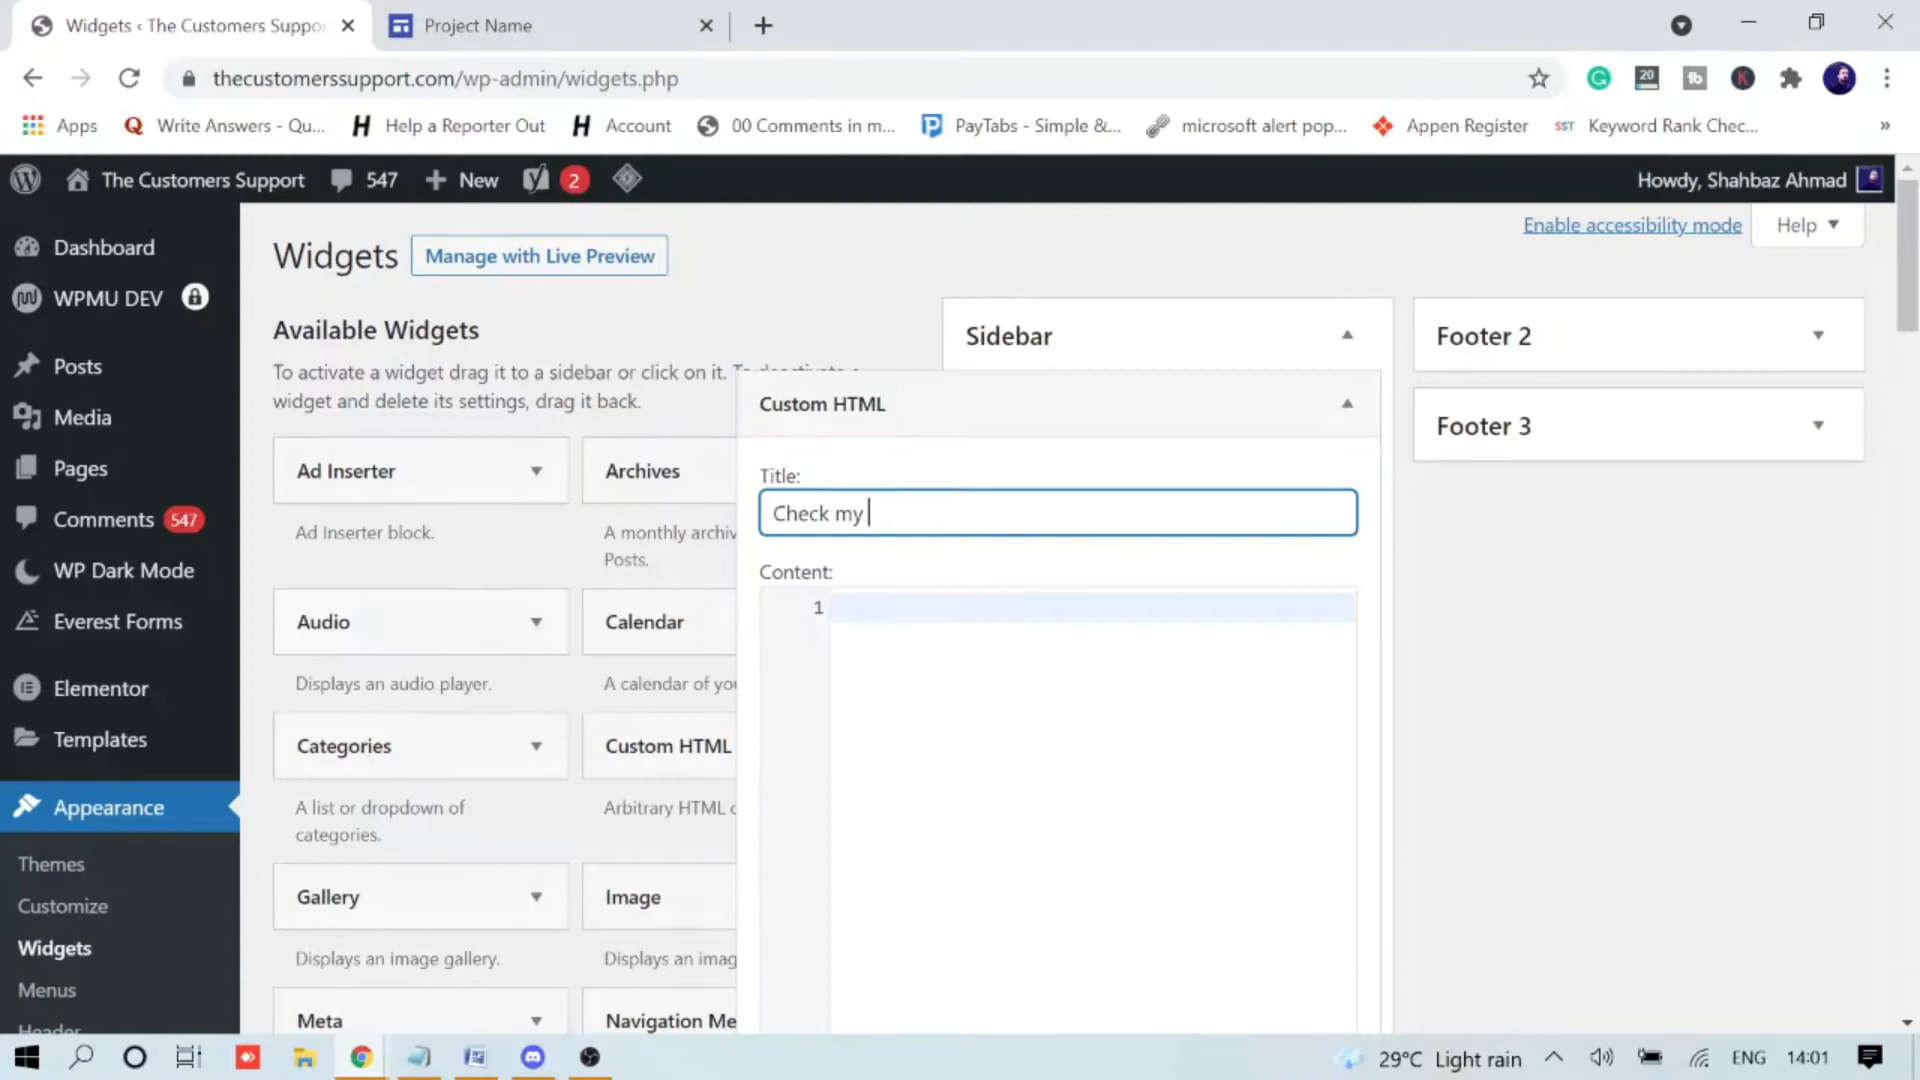 Widgets ‹ The Customers Suppo
Project Name
thecustomerssupport.com/wp-admin/widgets.php
Apps
Write Answers - Qu...
Help a Reporter Out
Account
00 Comments in m...
PayTabs - Simple &...
microsoft alert pop...
Appen Register
SST Keyword Rank Chec...
»
The Customers Support
547
New
2
Howdy, Shahbaz Ahmad
Enable accessibility mode
Help
Dashboard
WPMU DEV
Posts
Media
Pages
Comments 547
WP Dark Mode
Everest Forms
Elementor
Templates
Appearance
Themes
Customize
Widgets
Menus
Header
Widgets
Manage with Live Preview
Available Widgets
To activate a widget drag it to a sidebar or click on it. To deactivate a
widget and delete its settings, drag it back.
Ad Inserter
Ad Inserter block.
Archives
A monthly archiv
Posts.
Audio
Displays an audio player.
Calendar
A calendar of you
Categories
A list or dropdown of
categories.
Custom HTML
Arbitrary HTML c
Gallery
Displays an image gallery.
Image
Displays an imag
Meta
Navigation Me
Sidebar
Custom HTML
Title:
Check my
Content:
1
Footer 2
Footer 3
20
29°C Light rain
ENG
14:01